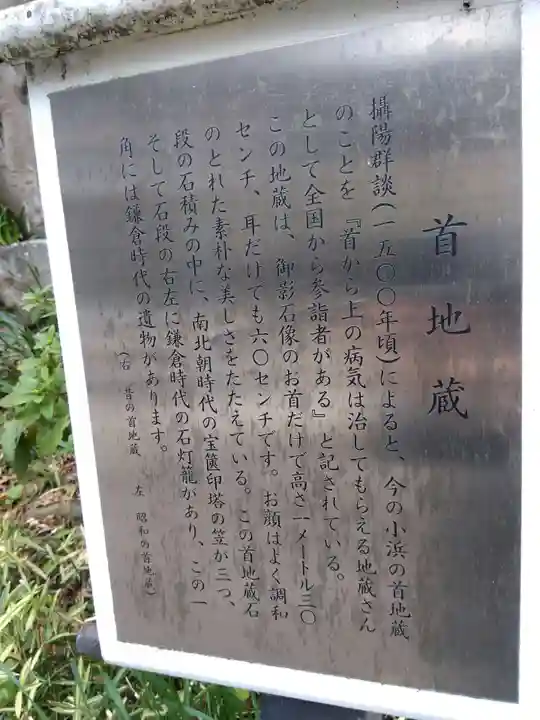 首地蔵
攝陽群談(一五〇〇年頃)によると、今の小浜の首地蔵
のことを『首から上の病気は治してもらえる地蔵さん
として全国から参詣者がある』と記されている。
この地蔵は、御影石像のお首だけで高さ一メートル三〇
センチ、耳だけでも六〇センチです。お顔はよく調和
のとれた素朴な美しさをたたえている。この首地蔵石
段の石積みの中に、南北朝時代の宝篋印塔の笠が三つ、
そして石段の右左に鎌倉時代の石灯籠があり、この一
角には鎌倉時代の遺物があります。
(右 昔の首地蔵 左 昭和の首地蔵)